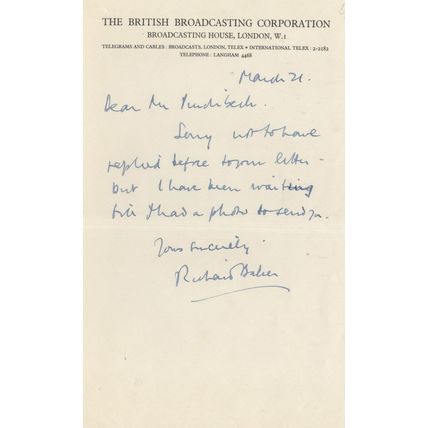 THE BRITISH BROADCASTING CORPORATION
BROADCASTING HOUSE, LONDON, W.1
TELEGRAMS AND CABLES: BROADCASTS, LONDON, TELEX * INTERNATIONAL TELEX: 2-2182
TELEPHONE: LANGHAM 4468
March 21.
Dear Mr
Sorry not to have
replied before to your letter -
but I have been waiting
till I had a photo to send you.
Yours sincerely.
Richard Baker